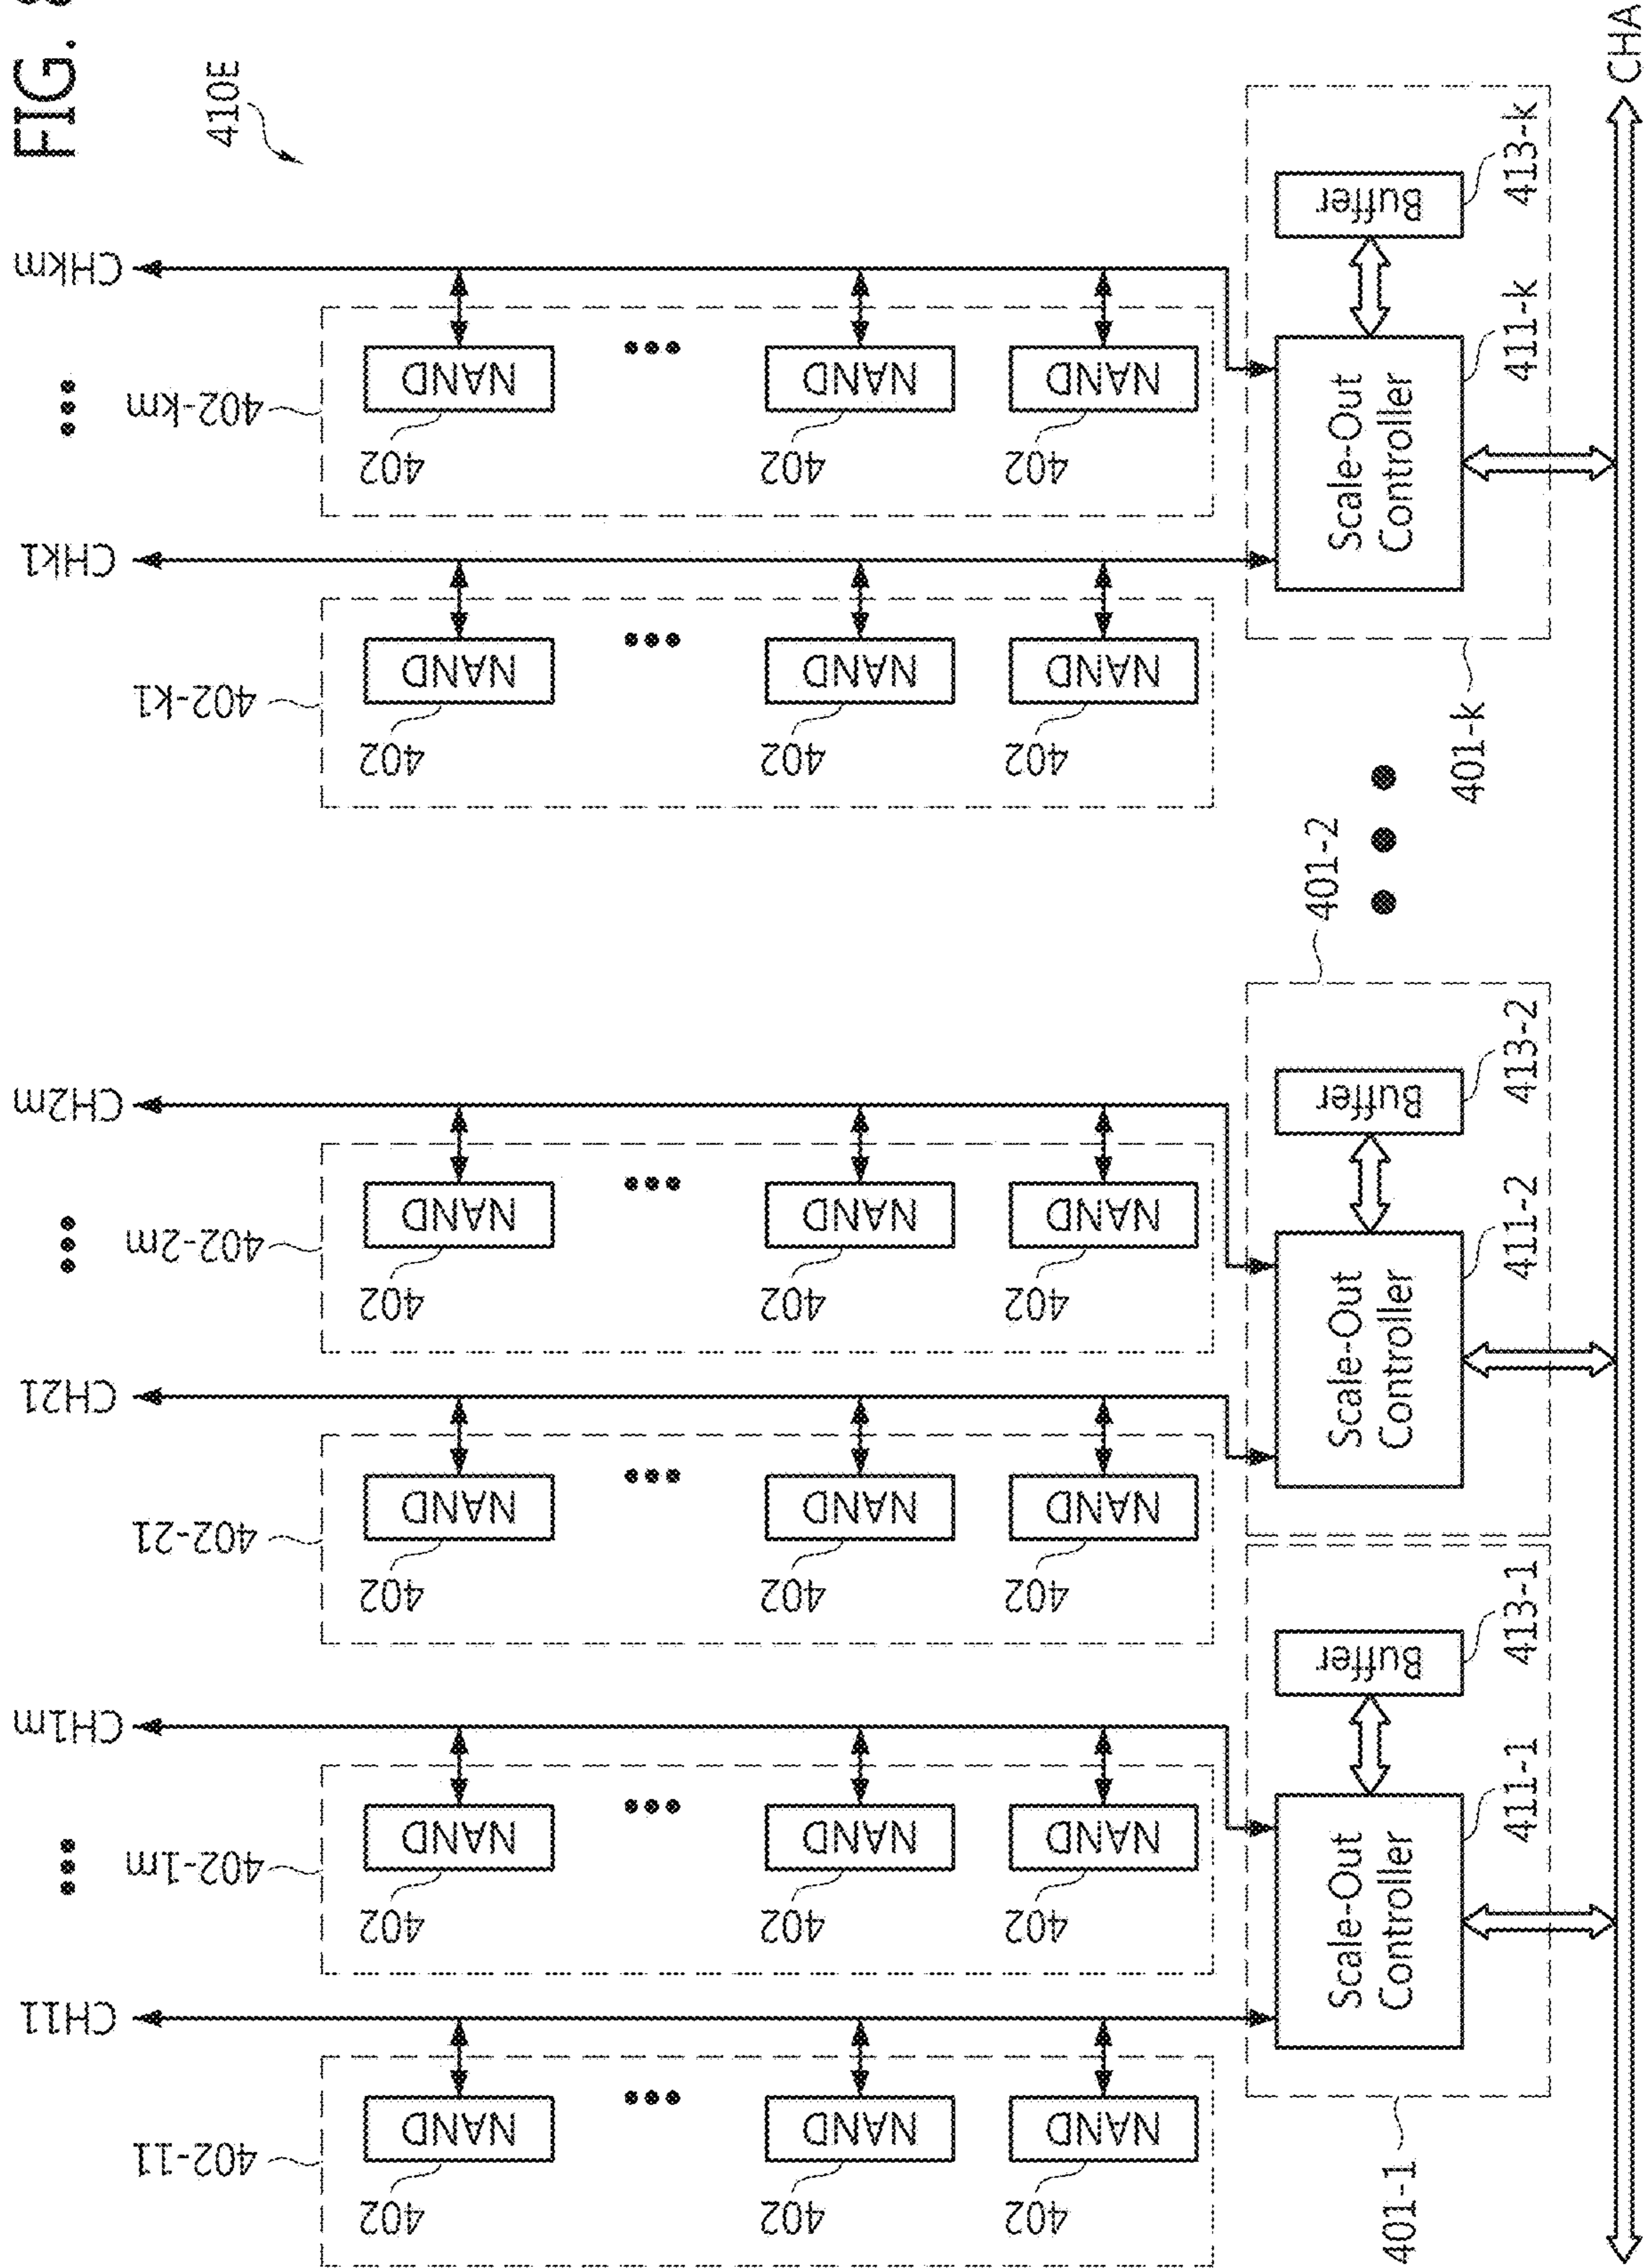 FIG. 8
410E
CH11
•••
CH1m
CH21
•••
CH2m
CHk1
•••
CHkm
402-11
402-1m
402-21
402-2m
402-k1
402-km
NAND
NAND
NAND
NAND
NAND
NAND
402
402
402
402
402
402
•••
•••
•••
•••
•••
•••
NAND
NAND
NAND
NAND
NAND
NAND
402
402
402
402
402
402
NAND
NAND
NAND
NAND
NAND
NAND
402
402
402
402
402
402
401-1
Scale-Out
Controller
411-1
Buffer
413-1
401-2
Scale-Out
Controller
411-2
Buffer
413-2
•••
401-k
Scale-Out
Controller
411-k
Buffer
413-k
CHA